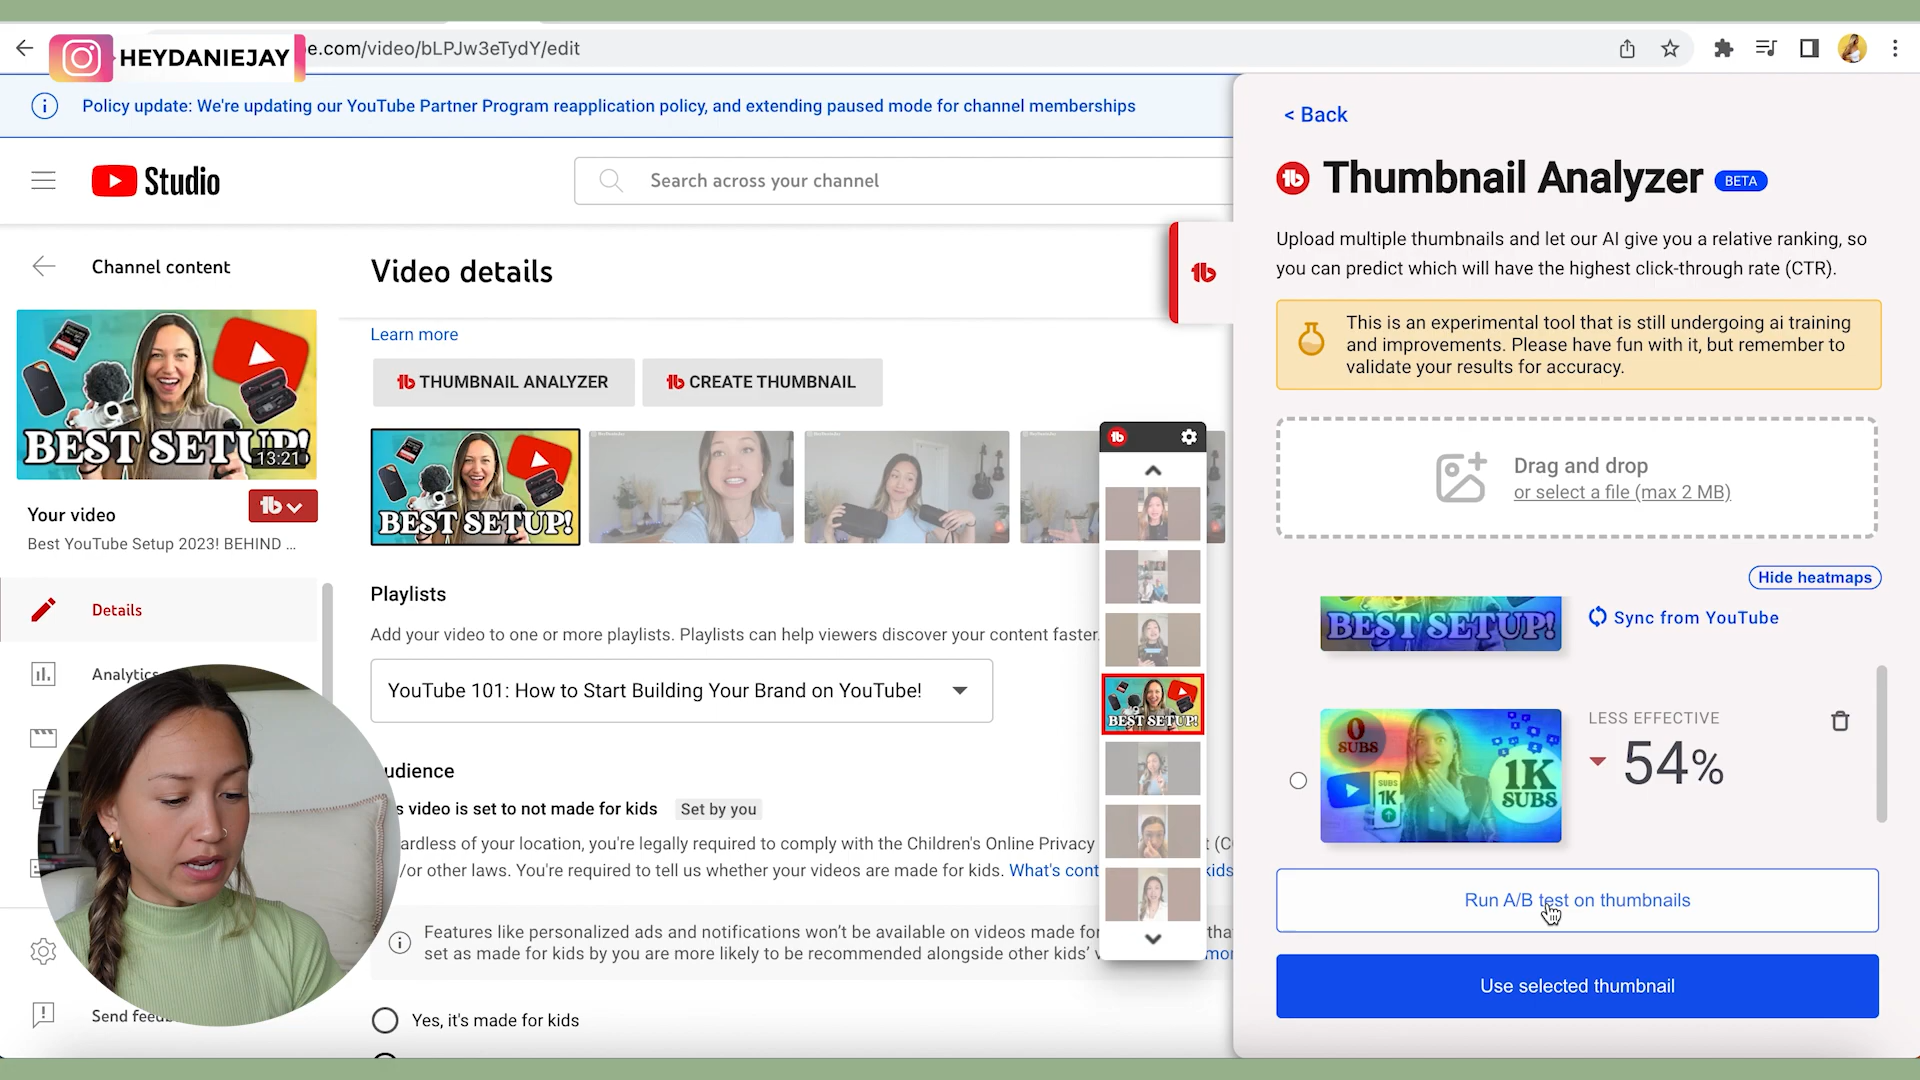 HEYDANIEJAY
e.com/video/bLPJw3eTydY/edit
Policy update: We're updating our YouTube Partner Program reapplication policy, and extending paused mode for channel memberships
Studio
Search across your channel
Channel content
Video details
BEST SETUP!
13:21
Your video
Best YouTube Setup 2023! BEHIND ...
Details
Analytics
Send feed
Learn more
THUMBNAIL ANALYZER
CREATE THUMBNAIL
BEST SETUP!
Playlists
Add your video to one or more playlists. Playlists can help viewers discover your content faster.
YouTube 101: How to Start Building Your Brand on YouTube!
udience
s video is set to not made for kids
Set by you
ardless of your location, you're legally required to comply with the Children's Online Privacy
t (C
/or other laws. You're required to tell us whether your videos are made for kids. What's cont
kids
Features like personalized ads and notifications won't be available on videos made for
that
set as made for kids by you are more likely to be recommended alongside other kids' v
mor
Yes, it's made for kids
BEST SETUP!
< Back
Thumbnail Analyzer
BETA
Upload multiple thumbnails and let our AI give you a relative ranking, so
you can predict which will have the highest click-through rate (CTR).
This is an experimental tool that is still undergoing ai training
and improvements. Please have fun with it, but remember to
validate your results for accuracy.
Drag and drop
or select a file (max 2 MB)
Hide heatmaps
BEST SETUP!
Sync from YouTube
0
SUBS
SUBS
1K
1K
SUBS
LESS EFFECTIVE
54%
Run A/B test on thumbnails
Use selected thumbnail